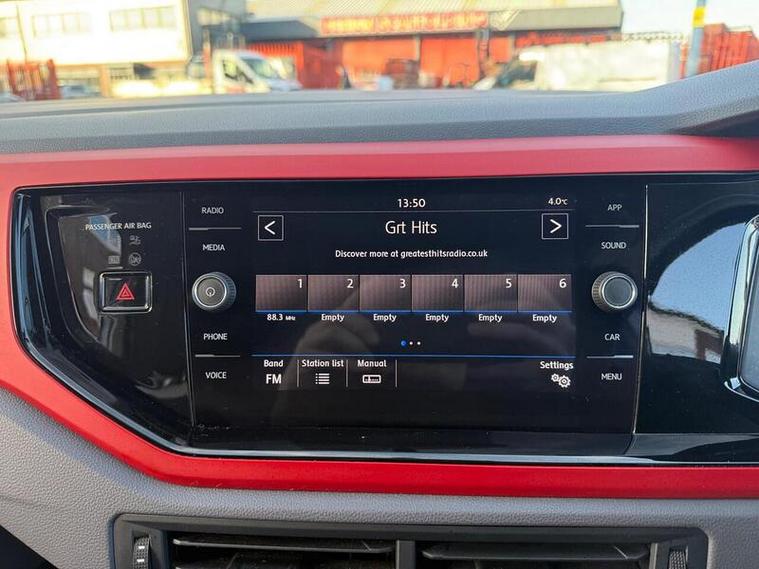 PASSENGER AIR BAG
RADIO
MEDIA
PHONE
VOICE
13:50
4.0°C
Grt Hits
Discover more at greatesthitsradio.co.uk
1 2 3 4 5 6
88.3 MHz Empty Empty Empty Empty Empty
Band Station list Manual Settings
FM
APP
SOUND
CAR
MENU